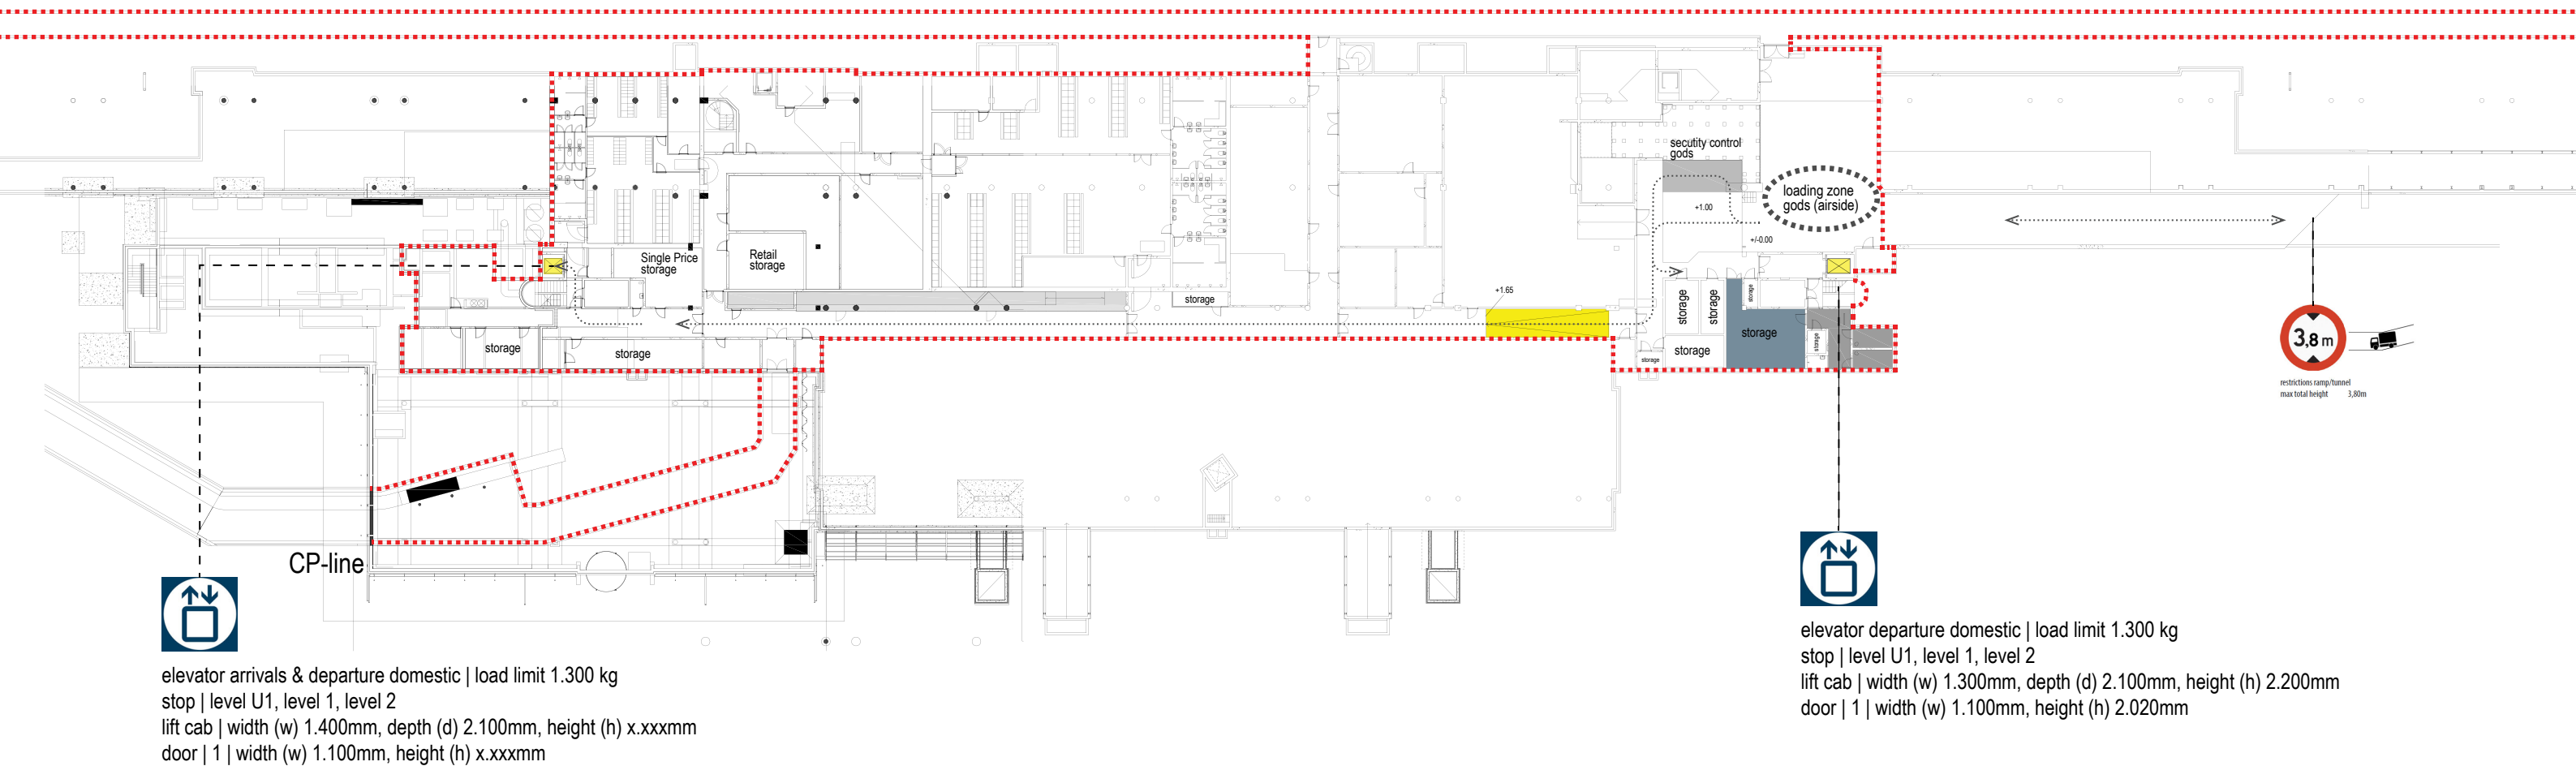 secutity control
gods
loading zone
gods (airside)
+1.00
+/-0.00
Single Price
storage
Retail
storage
storage
+1.65
storage
storage
storage
storage
storage
storage
storage
storage
storage
3,8 m
restrictions ramp/tunnel
max total height 3,80m
CP-line
elevator arrivals & departure domestic | load limit 1.300 kg
stop | level U1, level 1, level 2
lift cab | width (w) 1.400mm, depth (d) 2.100mm, height (h) x.xxxmm
door | 1 | width (w) 1.100mm, height (h) x.xxxmm
elevator departure domestic | load limit 1.300 kg
stop | level U1, level 1, level 2
lift cab | width (w) 1.300mm, depth (d) 2.100mm, height (h) 2.200mm
door | 1 | width (w) 1.100mm, height (h) 2.020mm